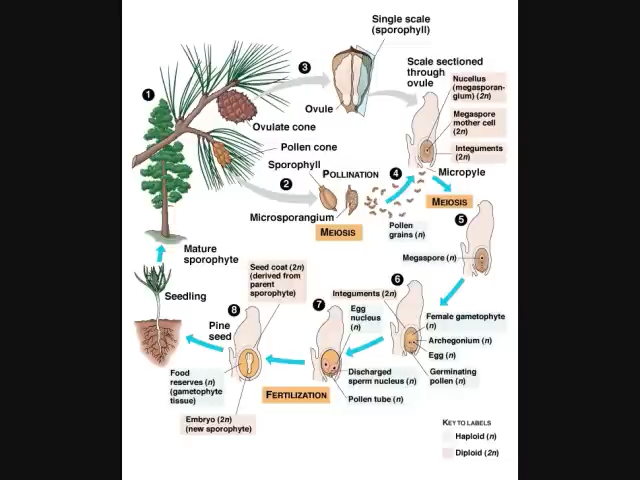 Single scale
(sporophyll)
Scale sectioned
through
ovule
Nucellus
(megasporan-
gium) (2n)
Megaspore
mother cell
(2n)
Integuments
(2n)
1
3
Ovule
Ovulate cone
Pollen cone
Sporophyll
POLLINATION
4
Micropyle
2
MEIOSIS
Microsporangium
MEIOSIS
Pollen
grains (n)
5
Mature
sporophyte
Megaspore (n)
Seed coat (2n)
(derived from
parent
sporophyte)
6
Integuments (2n)
Seedling
8
7
Egg
nucleus
(n)
Female gametophyte
(n)
Pine
seed
Archegonium (n)
Egg (n)
Food
reserves (n)
(gametophyte
tissue)
Discharged
sperm nucleus (n)
Germinating
pollen (n)
FERTILIZATION
Pollen tube (n)
Embryo (2n)
(new sporophyte)
KEY TO LABELS
Haploid (n)
Diploid (2n)